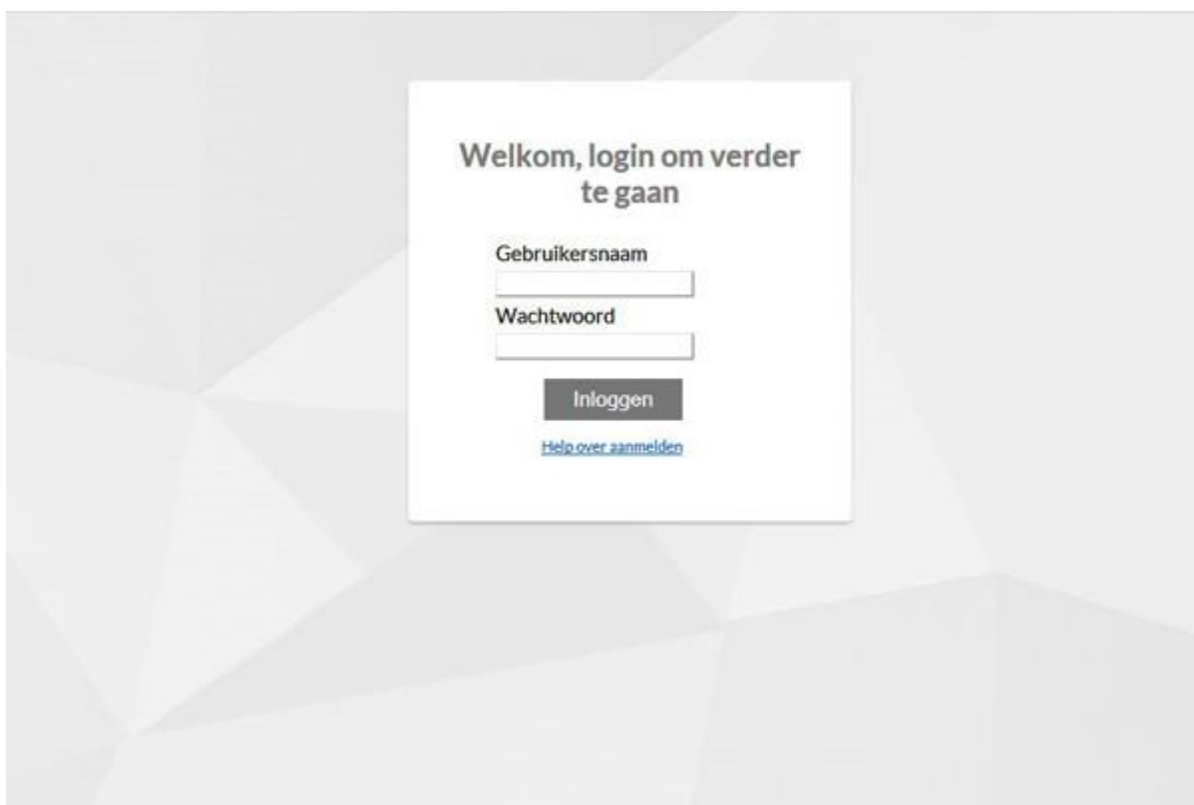 Welkom, login om verder
te gaan
Gebruikersnaam
Wachtwoord
Inloggen
Help over aanmelden